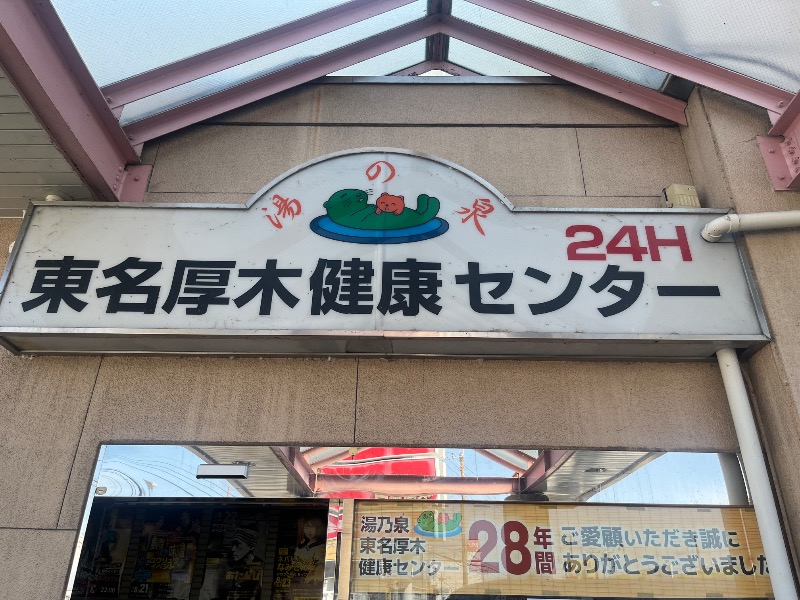 湯の泉
24H
東名厚木健康センター
湯乃泉
東名厚木
健康センター
28年間
ご愛顧いただき誠に
ありがとうございました